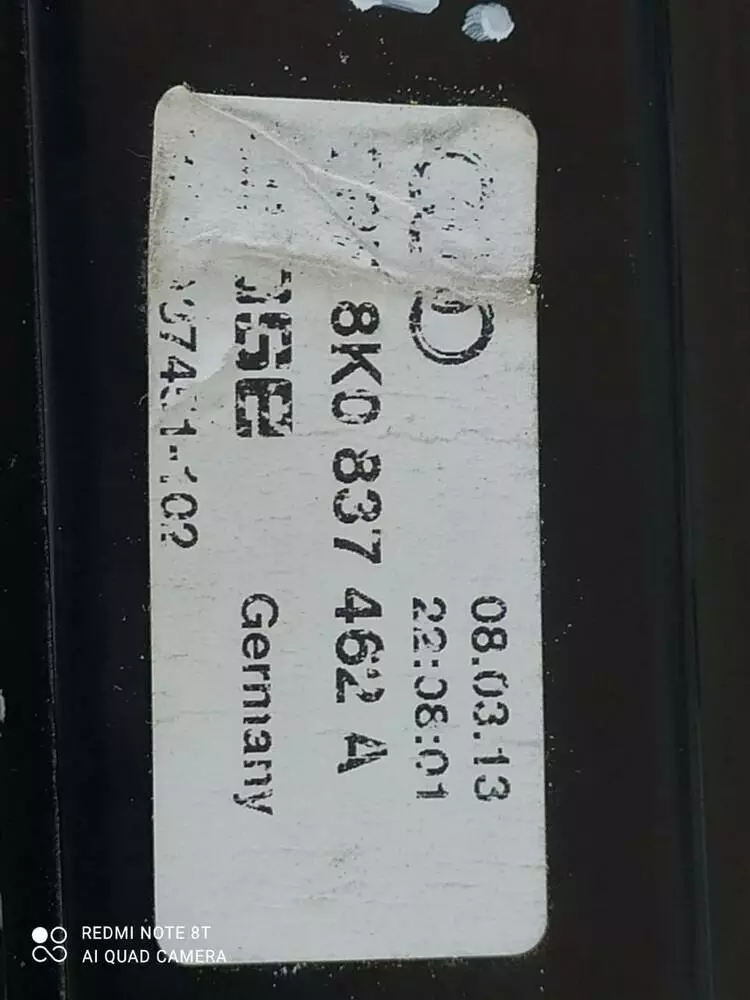 08.03.13
22:08:01
8K0 837 462 A
Germany
REDMI NOTE 8T
AI QUAD CAMERA